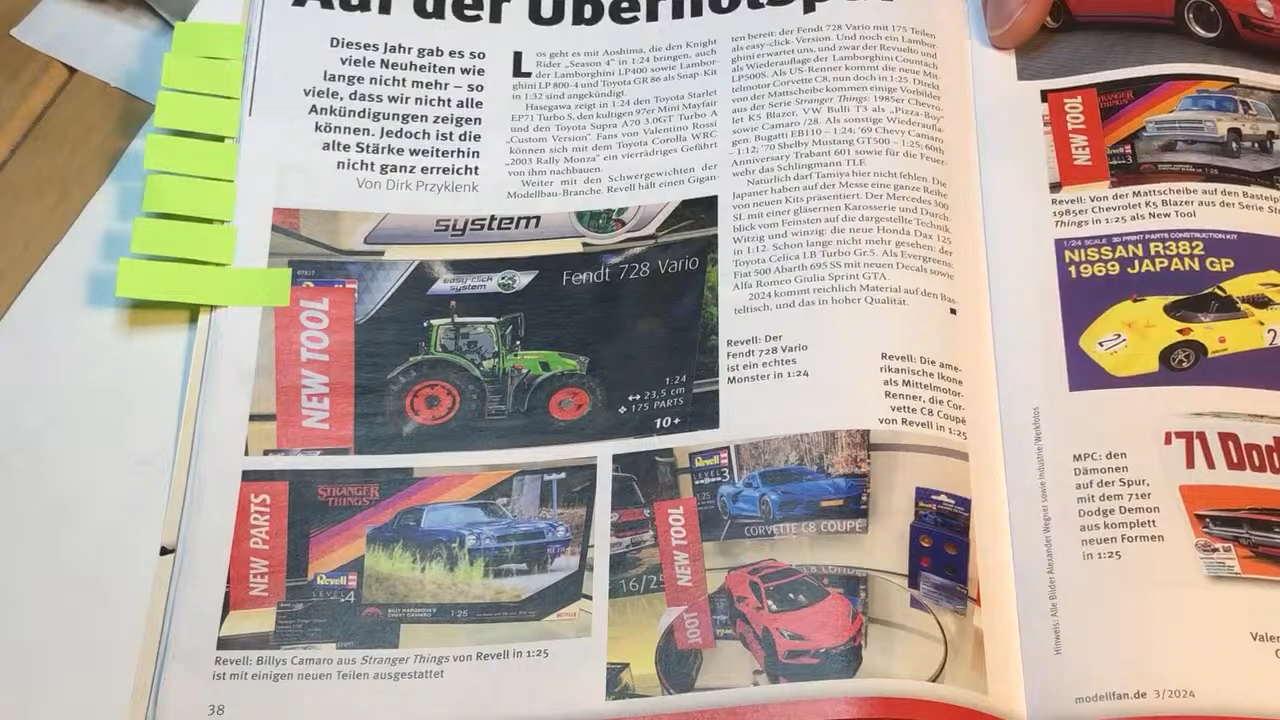 Auf der Überholspur
Dieses Jahr gab es so
viele Neuheiten wie
lange nicht mehr – so
viele, dass wir nicht alle
Ankündigungen zeigen
können. Jedoch ist die
alte Stärke weiterhin
nicht ganz erreicht
Von Dirk Przyklenk
Los geht es mit Aoshima, die den Knight
Rider „Season 4“ in 1:24 bringen, auch
der Lamborghini LP400 sowie Lambor-
ghini LP 800-4 und Toyota GR 86 als Snap-Kit
in 1:32 sind angekündigt.
Hasegawa zeigt in 1:24 den Toyota Starlet
EP71 Turbo S, den kultigen 97er Mini Mayfair
und den Toyota Supra A70 3.0GT Turbo A
„Custom Version“. Fans von Valentino Rossi
können sich mit dem Toyota Corolla WRC
„2003 Rally Monza“ ein vierrädriges Gefährt
von ihm nachbauen.
Weiter mit den Schwergewichten der
Modellbau-Branche. Revell hält einen Gigan-
ten bereit: der Fendt 728 Vario mit 175 Teilen
als easy-click-Version. Und noch ein Lambor
ghini erwartet uns, und zwar der Revuelto und
als Wiederauflage der Lamborghini Countach
LP500S. Als US-Renner kommt die neue Mit-
telmotor Corvette C8, nun doch in 1:25. Direkt
von der Mattscheibe kommen einige Vorbilder
aus der Serie Stranger Things: 1985er Chevro-
let K5 Blazer, VW Bulli T3 als „Pizza-Boy“
sowie Camaro /28. Als sonstige Wiederaufla-
gen: Bugatti EB110 – 1:24; '69 Chevy Camaro
– 1:12; '70 Shelby Mustang GT500 – 1:25; 60th
Anniversary Trabant 601 sowie für die Feuer-
wehr das Schlingmann TLF.
Natürlich darf Tamiya hier nicht fehlen. Die
Japaner haben auf der Messe eine ganze Reihe
von neuen Kits präsentiert. Der Mercedes 300
SL mit einer gläsernen Karosserie und Durch-
blick vom Feinsten auf die dargestellte Technik.
Witzig und winzig: die neue Honda Dax 125
in 1:12. Schon lange nicht mehr gesehen: der
Toyota Celica LB Turbo Gr.5. Als Evergreens:
Fiat 500 Abarth 695 SS mit neuen Decals sowie
Alfa Romeo Giulia Sprint GTA.
2024 kommt reichlich Material auf den Bas-
teltisch, und das in hoher Qualität.
system
easy-click
system
Fendt 728 Vario
NEW TOOL
1:24
23,5 cm
175 PARTS
10+
Revell: Der
Fendt 728 Vario
ist ein echtes
Monster in 1:24
Revell: Die ame-
rikanische Ikone
als Mittelmotor-
Renner, die Cor-
vette C8 Coupé
von Revell in 1:25
NEW PARTS
STRANGER
THINGS
Revell
LEVEL 4
BILLY HARGROVE'S
CHEVY CAMARO
1:25
Revell: Billys Camaro aus Stranger Things von Revell in 1:25
ist mit einigen neuen Teilen ausgestattet
Revell
LEVEL 3
1:25
CORVETTE C8 COUPÉ
NEW TOOL
16/25
TOOL
38
NEW TOOL
STRANGER
THINGS
Revell: Von der Mattscheibe auf den Bastelp
1985er Chevrolet K5 Blazer aus der Serie St
Things in 1:25 als New Tool
1/24 SCALE 3D PRINT PARTS CONSTRUCTION KIT
NISSAN R382
1969 JAPAN GP
21
MPC: den
Dämonen
auf der Spur,
mit dem 71er
Dodge Demon
aus komplett
neuen Formen
in 1:25
'71 Dod
Hinweis: Alle Bilder Alexander Wegner sowie Industrie/Werkfotos
Valer
modellfan.de 3/2024